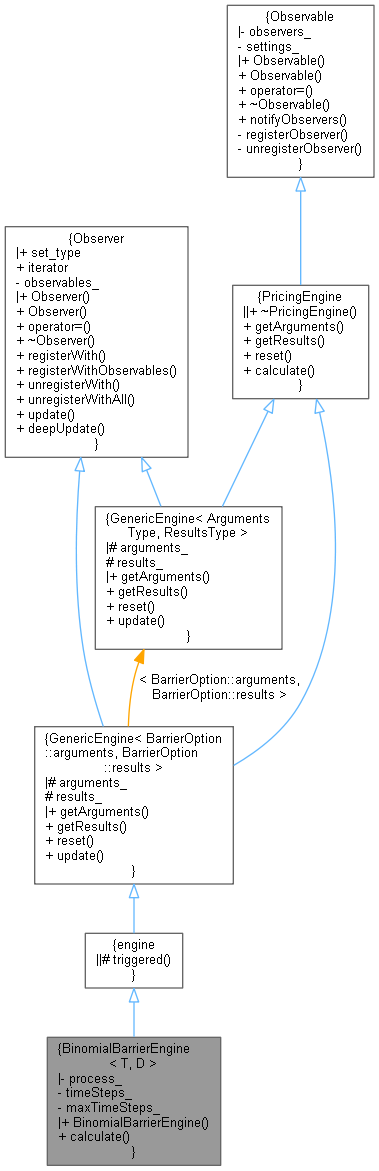 {Observable
|- observers_
- settings_
|+ Observable()
+ Observable()
+ operator=()
+ ~Observable()
+ notifyObservers()
- registerObserver()
- unregisterObserver()
}
{Observer
|+ set_type
+ iterator
- observables_
|+ Observer()
+ Observer()
+ operator=()
+ ~Observer()
+ registerWith()
+ registerWithObservables()
+ unregisterWith()
+ unregisterWithAll()
+ update()
+ deepUpdate()
}
{PricingEngine
||+ ~PricingEngine()
+ getArguments()
+ getResults()
+ reset()
+ calculate()
}
{GenericEngine< Arguments
Type, ResultsType >
|# arguments_
# results_
|+ getArguments()
+ getResults()
+ reset()
+ update()
}
< BarrierOption::arguments,
BarrierOption::results >
{GenericEngine< BarrierOption
::arguments, BarrierOption
::results >
|# arguments_
# results_
|+ getArguments()
+ getResults()
+ reset()
+ update()
}
{engine
||# triggered()
}
{BinomialBarrierEngine
< T, D >
|- process_
- timeSteps_
- maxTimeSteps_
|+ BinomialBarrierEngine()
+ calculate()
}